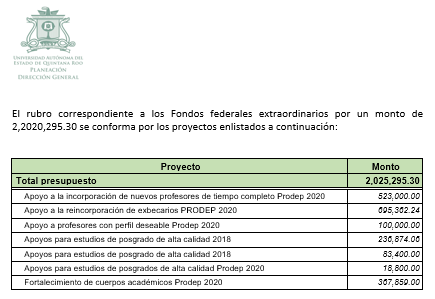 UNIVERSIDAD AUTÓNOMA DEL
ESTADO DE QUINTANA ROO
PLANEACIÓN
DIRECCIÓN GENERAL
El rubro correspondiente a los Fondos federales extraordinarios por un monto de
2,2020,295.30 se conforma por los proyectos enlistados a continuación:
Proyecto Monto
Total presupuesto 2,025,295.30
Apoyo a la incorporación de nuevos profesores de tiempo completo Prodep 2020 523,000.00
Apoyo a la reincorporación de exbecarios PRODEP 2020 695,362.24
Apoyo a profesores con perfil deseable Prodep 2020 100,000.00
Apoyos para estudios de posgrado de alta calidad 2018 236,874.06
Apoyos para estudios de posgrado de alta calidad 2018 83,400.00
Apoyos para estudios de posgrados de alta calidad Prodep 2020 18,800.00
Fortalecimiento de cuerpos académicos Prodep 2020 367,859.00